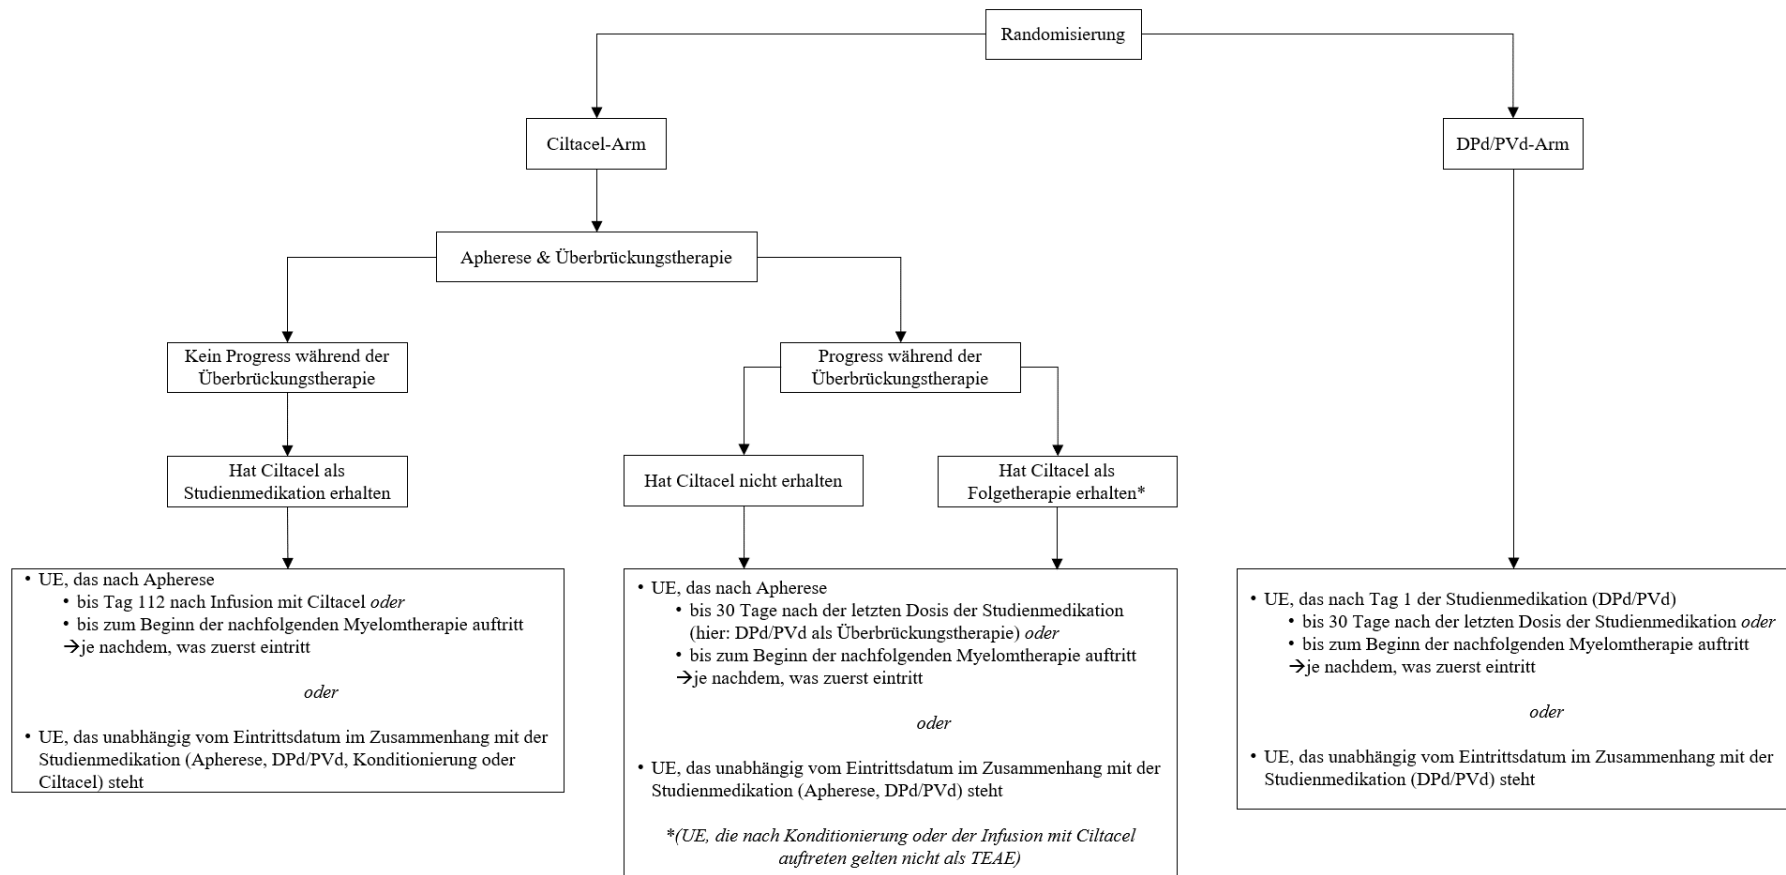 Randomisierung
Ciltacel-Arm
DPd/PVd-Arm
Apherese & Überbrückungstherapie
Kein Progress während der
Überbrückungstherapie
Progress während der
Überbrückungstherapie
Hat Ciltacel als
Studienmedikation erhalten
Hat Ciltacel nicht erhalten
Hat Ciltacel als
Folgetherapie erhalten*
• UE, das nach Apherese
• bis Tag 112 nach Infusion mit Ciltacel oder
• bis zum Beginn der nachfolgenden Myelomtherapie auftritt
→je nachdem, was zuerst eintritt
oder
• UE, das unabhängig vom Eintrittsdatum im Zusammenhang mit der
Studienmedikation (Apherese, DPd/PVd, Konditionierung oder
Ciltacel) steht
• UE, das nach Apherese
• bis 30 Tage nach der letzten Dosis der Studienmedikation
(hier: DPd/PVd als Überbrückungstherapie) oder
• bis zum Beginn der nachfolgenden Myelomtherapie auftritt
→je nachdem, was zuerst eintritt
oder
• UE, das unabhängig vom Eintrittsdatum im Zusammenhang mit der
Studienmedikation (Apherese, DPd/PVd) steht
*(UE, die nach Konditionierung oder der Infusion mit Ciltacel
auftreten gelten nicht als TEAE)
• UE, das nach Tag 1 der Studienmedikation (DPd/PVd)
• bis 30 Tage nach der letzten Dosis der Studienmedikation oder
• bis zum Beginn der nachfolgenden Myelomtherapie auftritt
→je nachdem, was zuerst eintritt
oder
• UE, das unabhängig vom Eintrittsdatum im Zusammenhang mit der
Studienmedikation (DPd/PVd) steht